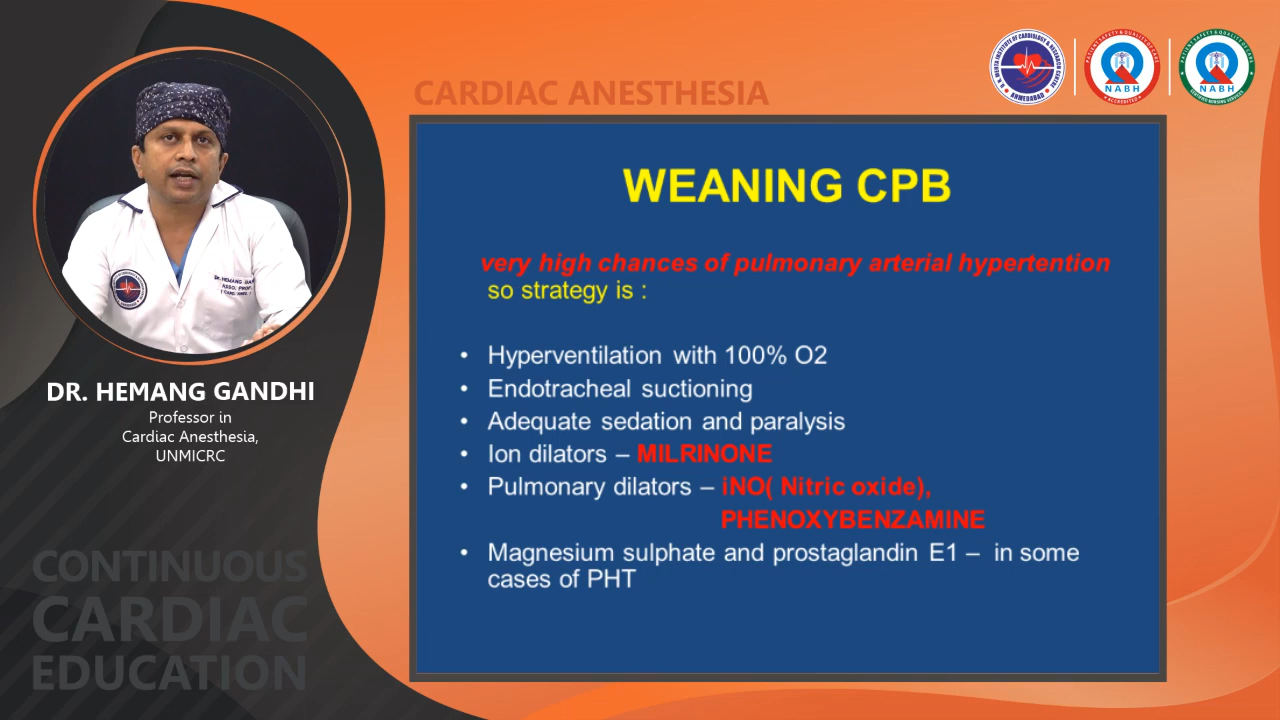 CARDIAC ANESTHESIA
WEANING CPB
very high chances of pulmonary arterial hypertention
so strategy is :
• Hyperventilation with 100% O2
• Endotracheal suctioning
• Adequate sedation and paralysis
• Ion dilators – MILRINONE
• Pulmonary dilators – iNO( Nitric oxide),
PHENOXYBENZAMINE
• Magnesium sulphate and prostaglandin E1 – in some
cases of PHT
DR. HEMANG GANDHI
Professor in
Cardiac Anesthesia,
UNMICRC
CONTINUOUS
CARDIAC
EDUCATION
AHMEDABAD
NABH
ACCREDITED
NABH